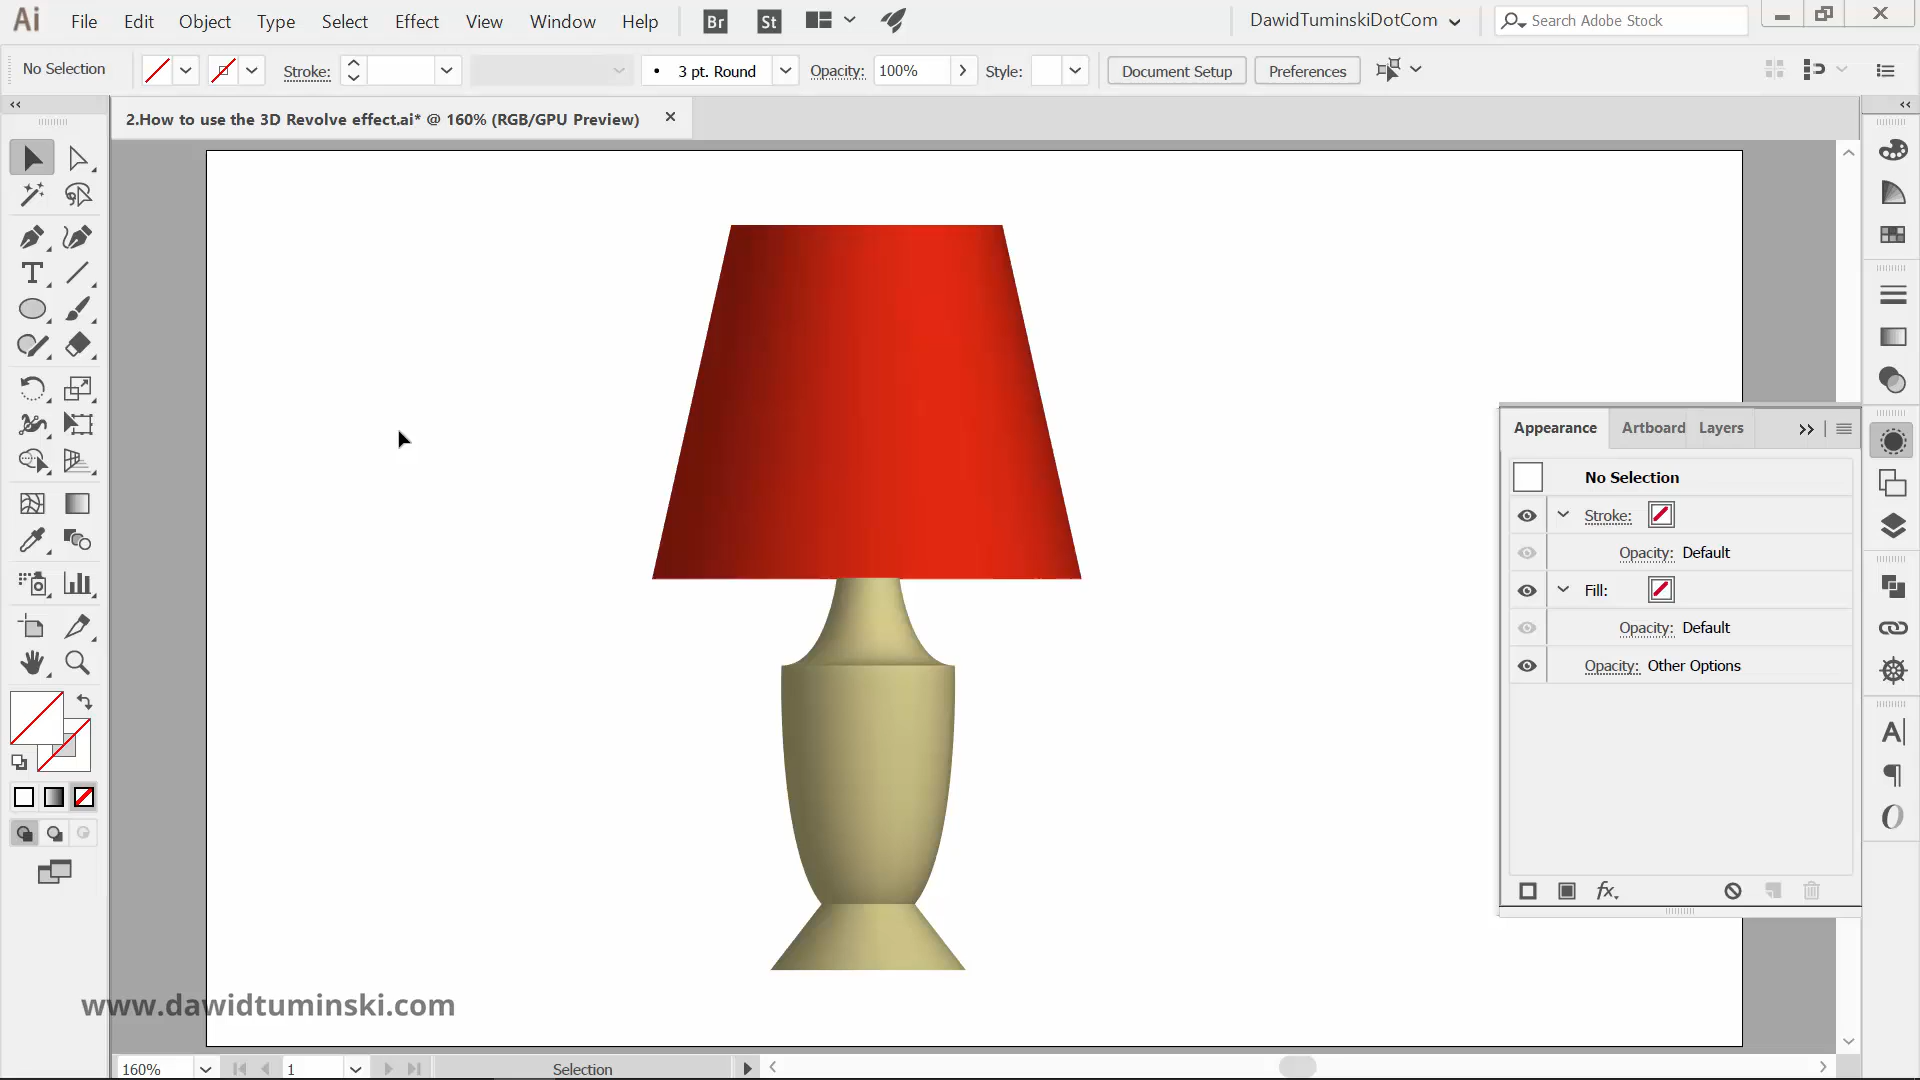 Ai File Edit Object Type Select Effect View Window Help Br St DawidTuminskiDotCom Search Adobe Stock
No Selection Stroke: 3 pt. Round Opacity: 100% Style: Document Setup Preferences
2.How to use the 3D Revolve effect.ai* @ 160% (RGB/GPU Preview)
Appearance Artboard Layers
No Selection
Stroke:
Opacity: Default
Fill:
Opacity: Default
Opacity: Other Options
fx
www.dawidtuminski.com
160% 1 Selection